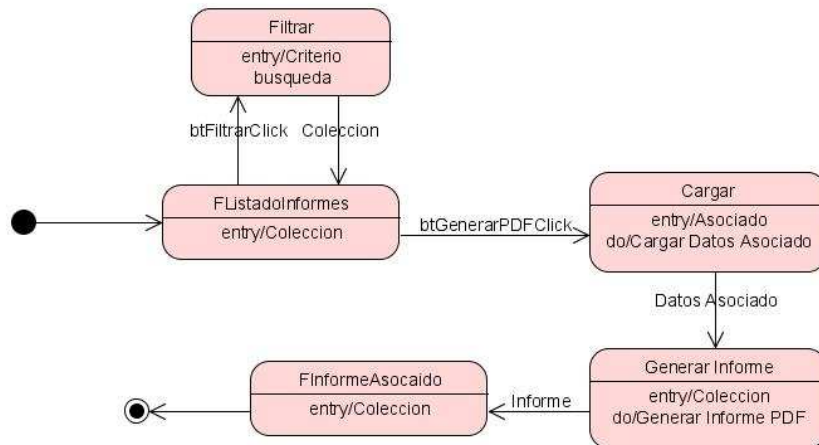 Filtrar
entry/Criterio
busqueda
btFiltrarClick
Coleccion
FListadoInformes
entry/Coleccion
btGenerarPDFClick
Cargar
entry/Asociado
do/Cargar Datos Asociado
Datos Asociado
Generar Informe
entry/Coleccion
do/Generar Informe PDF
Informe
FInformeAsocaido
entry/Coleccion